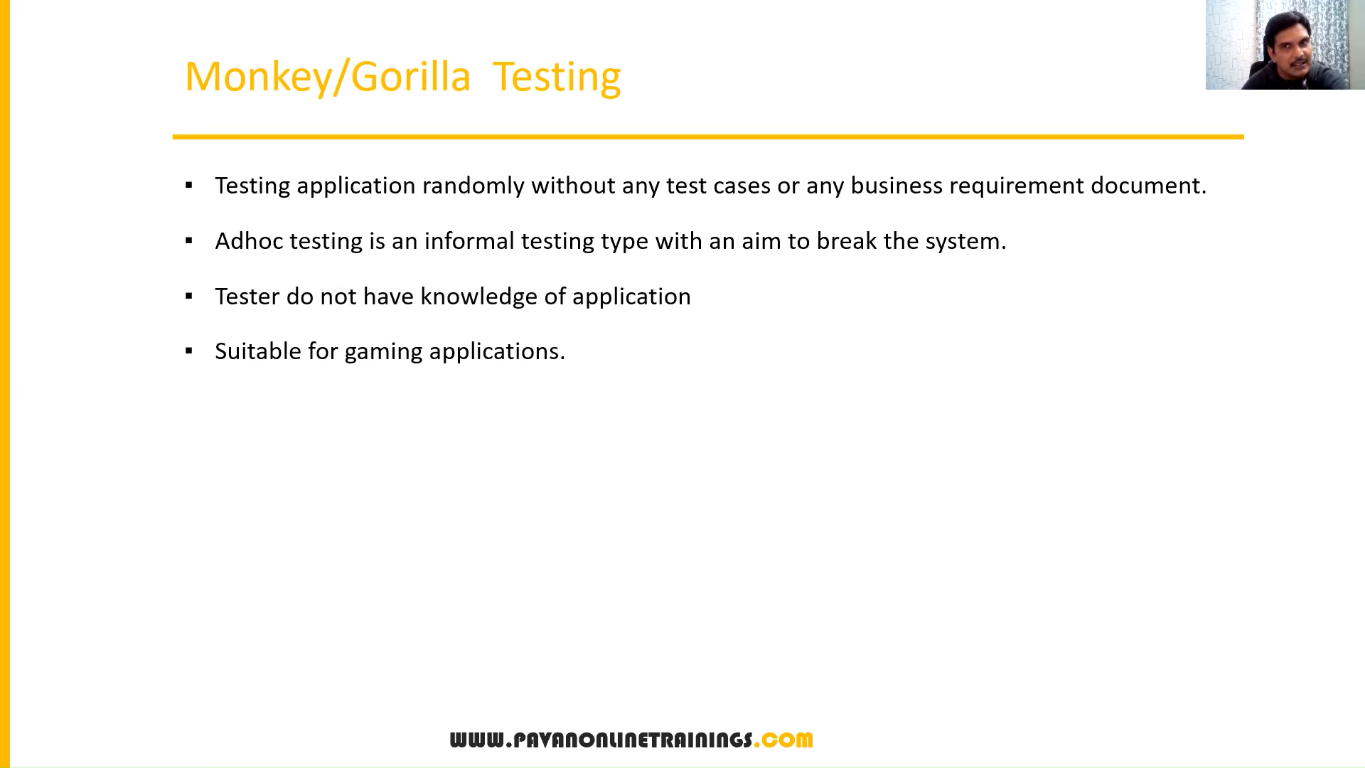 Monkey/Gorilla Testing
▪ Testing application randomly without any test cases or any business requirement document.
▪ Adhoc testing is an informal testing type with an aim to break the system.
▪ Tester do not have knowledge of application
▪ Suitable for gaming applications.
WWW.PAVANONLINETRAININGS.COM